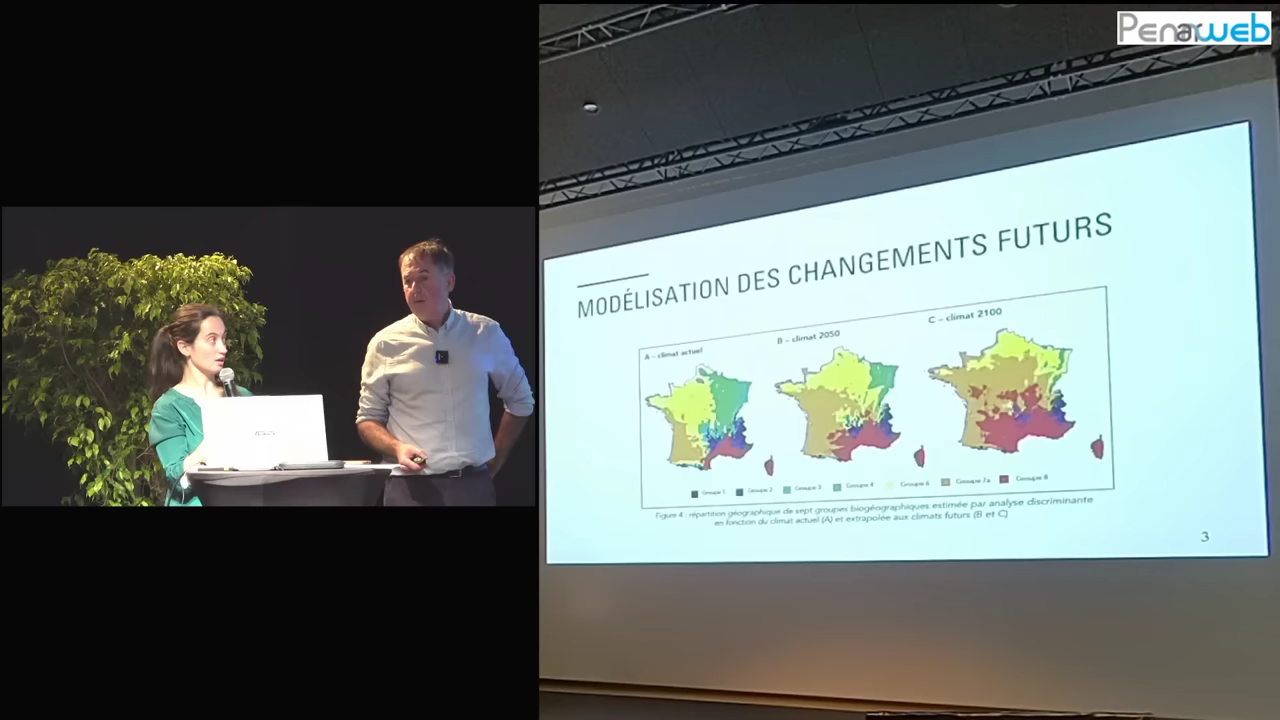 Penarweb
MODÉLISATION DES CHANGEMENTS FUTURS
A – climat actuel
B – climat 2050
C – climat 2100
Groupe 1 Groupe 2 Groupe 3 Groupe 4 Groupe 6 Groupe 7a Groupe 8
Figure 4 : répartition géographique de sept groupes biogéographiques estimée par analyse discriminante
en fonction du climat actuel (A) et extrapolée aux climats futurs (B et C)
3